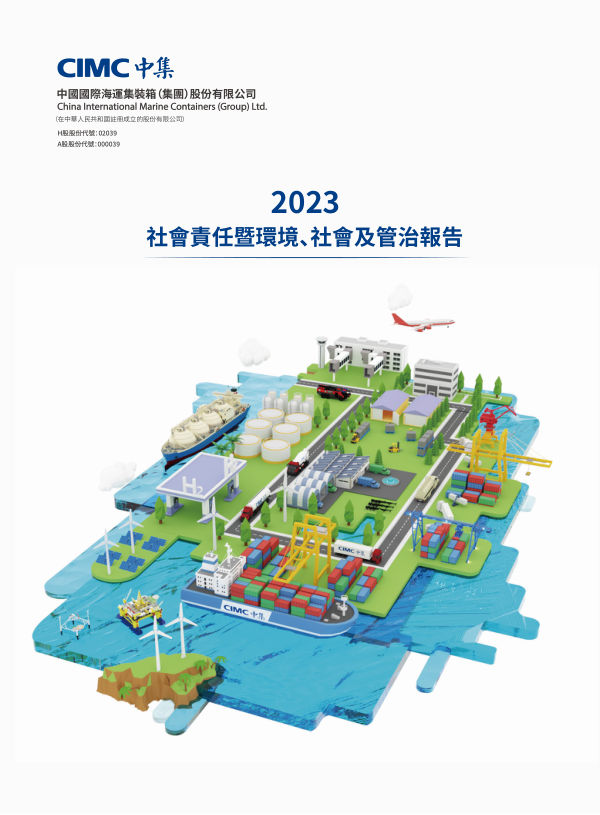 CIMC 中集
中國國際海運集裝箱（集團）股份有限公司
China International Marine Containers (Group) Ltd.
（在中華人民共和國註冊成立的股份有限公司）
H股股份代號：02039
A股股份代號：000039
2023
社會責任暨環境、社會及管治報告
H2
CIMC 中集
CIMC 中集